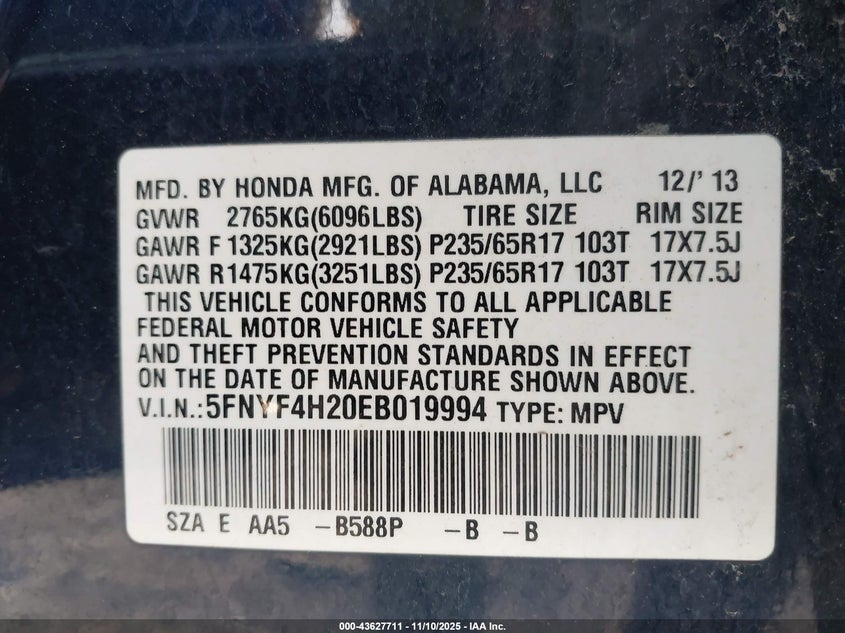 MFD. BY HONDA MFG. OF ALABAMA, LLC 12/' 13
GVWR 2765KG(6096LBS) TIRE SIZE RIM SIZE
GAWR F 1325KG(2921LBS) P235/65R17 103T 17X7.5J
GAWR R1475KG(3251LBS) P235/65R17 103T 17X7.5J
THIS VEHICLE CONFORMS TO ALL APPLICABLE
FEDERAL MOTOR VEHICLE SAFETY
AND THEFT PREVENTION STANDARDS IN EFFECT
ON THE DATE OF MANUFACTURE SHOWN ABOVE.
V.I.N.:5FNYF4H20EB019994 TYPE: MPV
SZA E AA5 -B588P -B -B
000-43627711 - 11/10/2025 - IAA Inc.